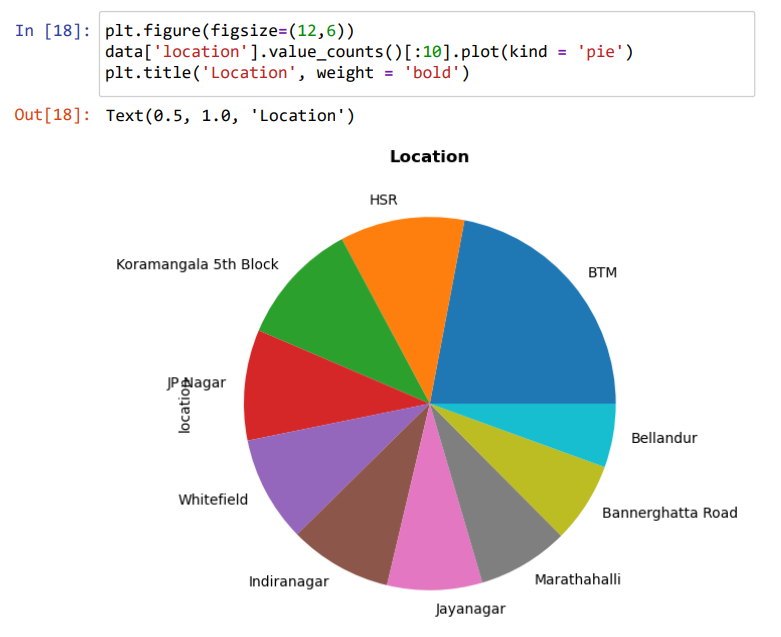 In [18]: plt.figure(figsize=(12,6))
data['location'].value_counts()[:10].plot(kind = 'pie')
plt.title('Location', weight = 'bold')
Out[18]: Text(0.5, 1.0, 'Location')
Location
HSR
Koramangala 5th Block
BTM
JP Nagar
location
Bellandur
Whitefield
Bannerghatta Road
Indiranagar
Marathahalli
Jayanagar